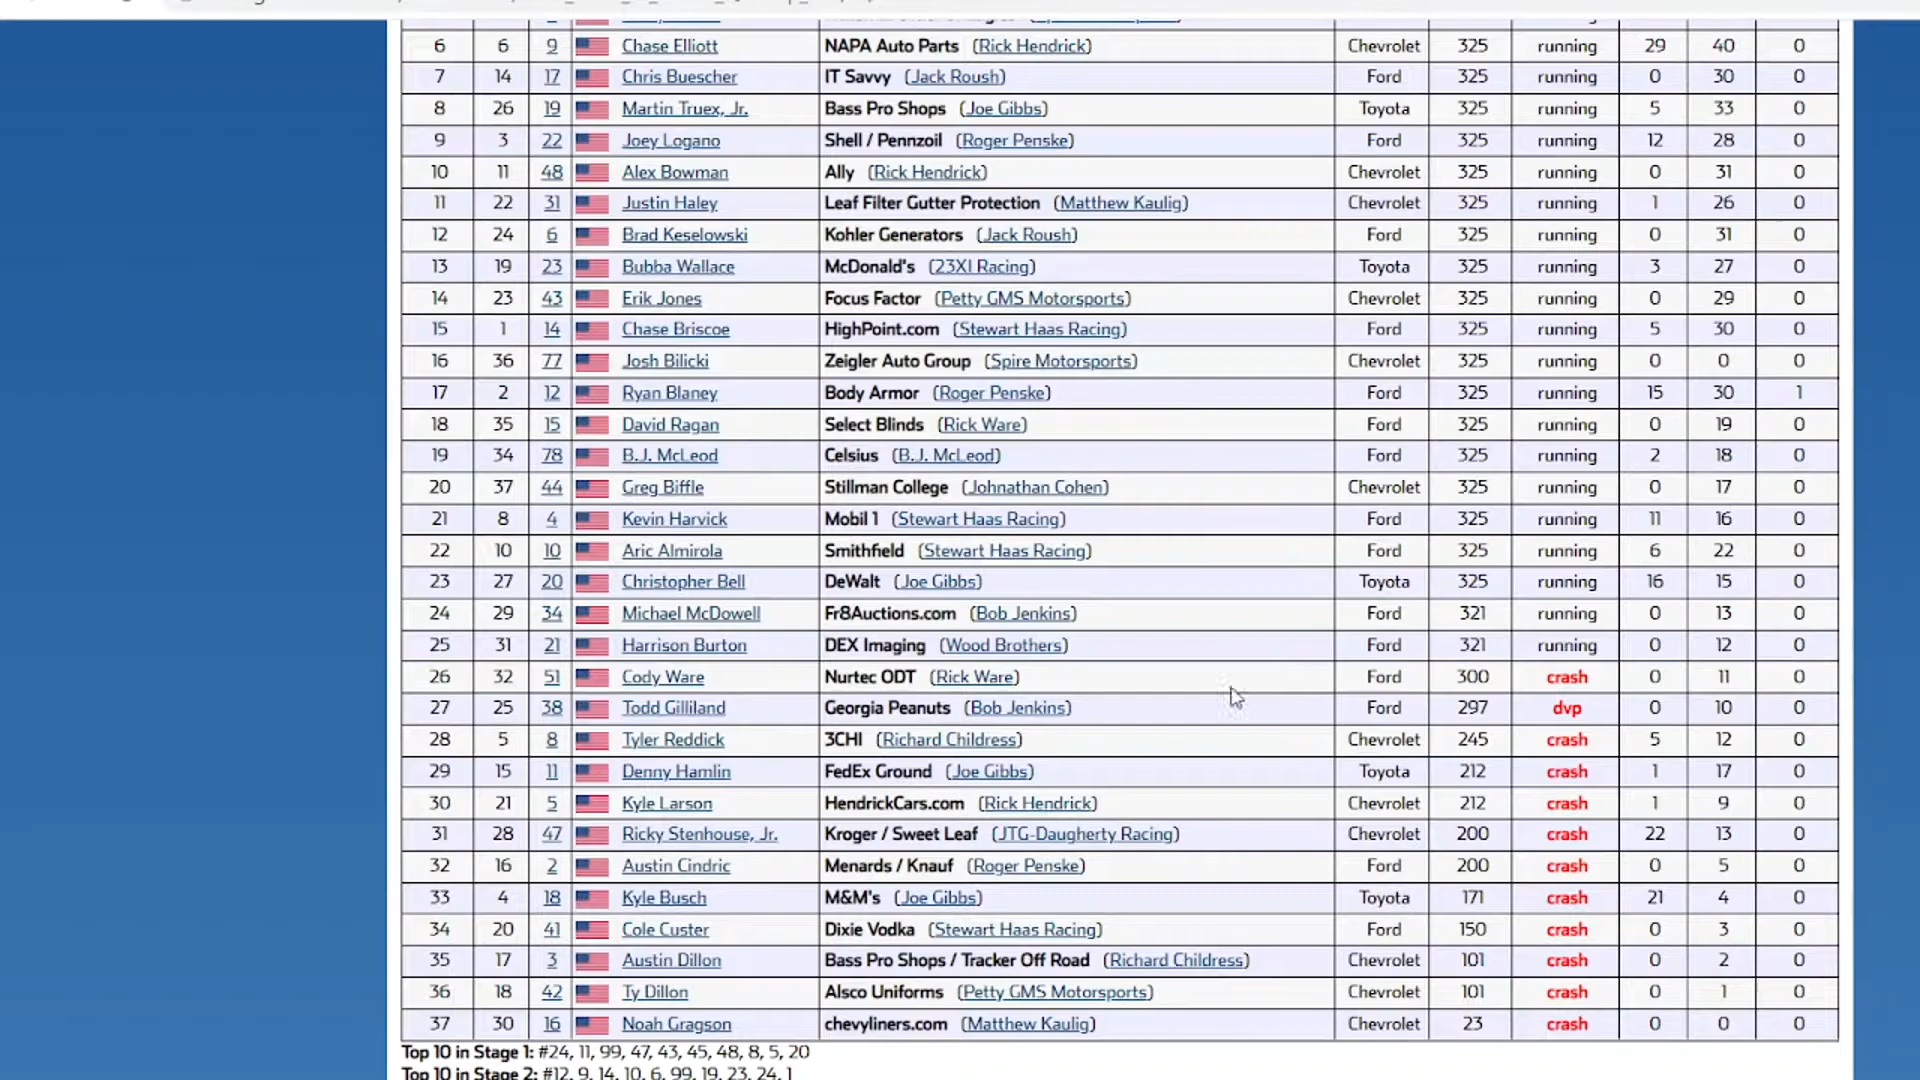 6 6 9 Chase Elliott NAPA Auto Parts (Rick Hendrick) Chevrolet 325 running 29 40 0
7 14 17 Chris Buescher IT Savvy (Jack Roush) Ford 325 running 0 30 0
8 26 19 Martin Truex, Jr. Bass Pro Shops (Joe Gibbs) Toyota 325 running 5 33 0
9 3 22 Joey Logano Shell / Pennzoil (Roger Penske) Ford 325 running 12 28 0
10 11 48 Alex Bowman Ally (Rick Hendrick) Chevrolet 325 running 0 31 0
11 22 31 Justin Haley Leaf Filter Gutter Protection (Matthew Kaulig) Chevrolet 325 running 1 26 0
12 24 6 Brad Keselowski Kohler Generators (Jack Roush) Ford 325 running 0 31 0
13 19 23 Bubba Wallace McDonald's (23XI Racing) Toyota 325 running 3 27 0
14 23 43 Erik Jones Focus Factor (Petty GMS Motorsports) Chevrolet 325 running 0 29 0
15 1 14 Chase Briscoe HighPoint.com (Stewart Haas Racing) Ford 325 running 5 30 0
16 36 77 Josh Bilicki Zeigler Auto Group (Spire Motorsports) Chevrolet 325 running 0 0 0
17 2 12 Ryan Blaney Body Armor (Roger Penske) Ford 325 running 15 30 1
18 35 15 David Ragan Select Blinds (Rick Ware) Ford 325 running 0 19 0
19 34 78 B.J. McLeod Celsius (B.J. McLeod) Ford 325 running 2 18 0
20 37 44 Greg Biffle Stillman College (Johnathan Cohen) Chevrolet 325 running 0 17 0
21 8 4 Kevin Harvick Mobil 1 (Stewart Haas Racing) Ford 325 running 11 16 0
22 10 10 Aric Almirola Smithfield (Stewart Haas Racing) Ford 325 running 6 22 0
23 27 20 Christopher Bell DeWalt (Joe Gibbs) Toyota 325 running 16 15 0
24 29 34 Michael McDowell Fr8Auctions.com (Bob Jenkins) Ford 321 running 0 13 0
25 31 21 Harrison Burton DEX Imaging (Wood Brothers) Ford 321 running 0 12 0
26 32 51 Cody Ware Nurtec ODT (Rick Ware) Ford 300 crash 0 11 0
27 25 38 Todd Gilliland Georgia Peanuts (Bob Jenkins) Ford 297 dvp 0 10 0
28 5 8 Tyler Reddick 3CHI (Richard Childress) Chevrolet 245 crash 5 12 0
29 15 11 Denny Hamlin FedEx Ground (Joe Gibbs) Toyota 212 crash 1 17 0
30 21 5 Kyle Larson HendrickCars.com (Rick Hendrick) Chevrolet 212 crash 1 9 0
31 28 47 Ricky Stenhouse, Jr. Kroger / Sweet Leaf (JTG-Daugherty Racing) Chevrolet 200 crash 22 13 0
32 16 2 Austin Cindric Menards / Knauf (Roger Penske) Ford 200 crash 0 5 0
33 4 18 Kyle Busch M&M's (Joe Gibbs) Toyota 171 crash 21 4 0
34 20 41 Cole Custer Dixie Vodka (Stewart Haas Racing) Ford 150 crash 0 3 0
35 17 3 Austin Dillon Bass Pro Shops / Tracker Off Road (Richard Childress) Chevrolet 101 crash 0 2 0
36 18 42 Ty Dillon Alsco Uniforms (Petty GMS Motorsports) Chevrolet 101 crash 0 1 0
37 30 16 Noah Gragson chevyliners.com (Matthew Kaulig) Chevrolet 23 crash 0 0 0
Top 10 in Stage 1: #24, 11, 99, 47, 43, 45, 48, 8, 5, 20
Top 10 in Stage 2: #12, 9, 14, 10, 6, 99, 19, 23, 24, 1